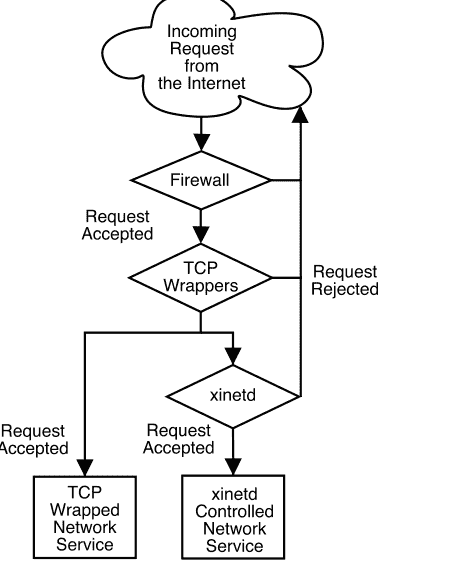 Incoming
Request
from
the Internet
Firewall
Request
Accepted
TCP
Wrappers
Request
Rejected
xinetd
Request
Accepted
Request
Accepted
TCP
Wrapped
Network
Service
xinetd
Controlled
Network
Service